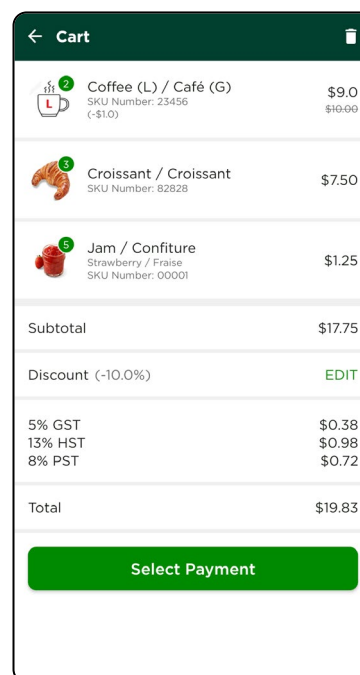 ← Cart
2
L
Coffee (L) / Café (G)
SKU Number: 23456
(-$1.0)
$9.0
$10.00
3
Croissant / Croissant
SKU Number: 82828
$7.50
5
Jam / Confiture
Strawberry / Fraise
SKU Number: 00001
$1.25
Subtotal $17.75
Discount (-10.0%) EDIT
5% GST $0.38
13% HST $0.98
8% PST $0.72
Total $19.83
Select Payment